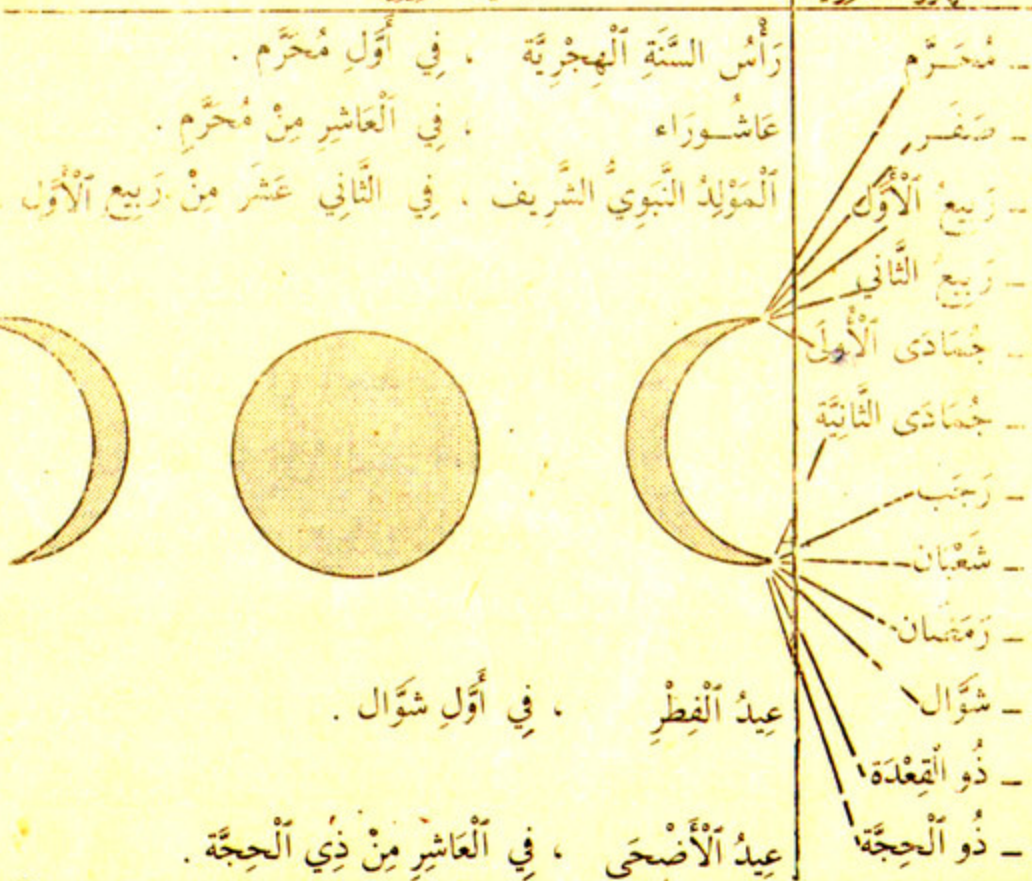 - مُحَرَّم
- صَفَر
- رَبِيعُ ٱلْأَوَّل
- رَبِيعُ الثَّانِي
- جُمَادَى ٱلْأُولَى
- جُمَادَى الثَّانِيَّة
- رَجَب
- شَعْبَان
- رَمَضَان
- شَوَّال
- ذُو ٱلْقِعْدَة
- ذُو ٱلْحِجَّة
رَأْسُ السَّنَةِ ٱلْهِجْرِيَّة ، فِي أَوَّلِ مُحَرَّم .
عَاشُورَاء ، فِي ٱلْعَاشِرِ مِنْ مُحَرَّمٍ .
ٱلْمَوْلِدُ النَّبَوِيُّ الشَّرِيف ، فِي الثَّانِي عَشَرَ مِنْ رَبِيعِ ٱلْأَوَّل .
عِيدُ ٱلْفِطْرِ ، فِي أَوَّلِ شَوَّال .
عِيدُ ٱلْأَضْحَى ، فِي ٱلْعَاشِرِ مِنْ ذِي ٱلْحِجَّة .